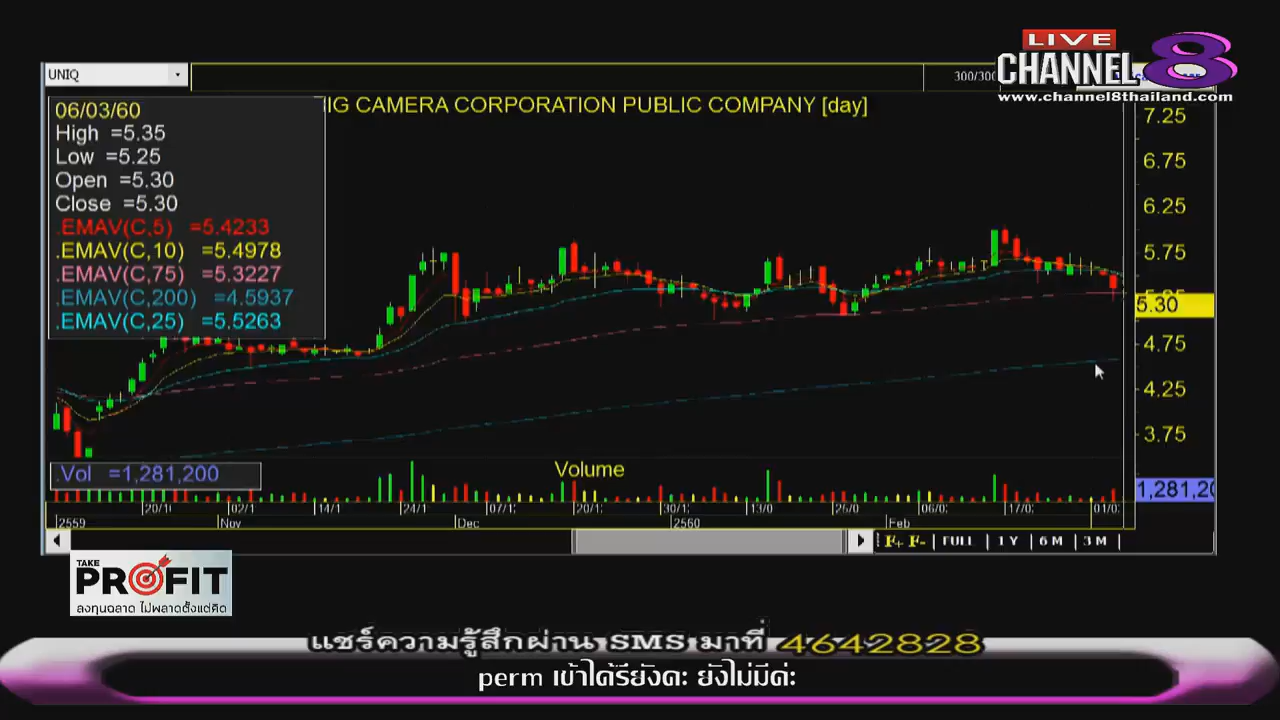 LIVE
CHANNEL 8
www.channel8thailand.com
UNIQ
300/300
IG CAMERA CORPORATION PUBLIC COMPANY [day]
06/03/60
High =5.35
Low =5.25
Open =5.30
Close =5.30
.EMAV(C,5) =5.4233
.EMAV(C,10) =5.4978
.EMAV(C,75) =5.3227
.EMAV(C,200) =4.5937
.EMAV(C,25) =5.5263
7.25
6.75
6.25
5.75
5.30
4.75
4.25
3.75
.Vol =1,281,200
Volume
1,281,20
20/1 02/1 14/1 24/1 07/1 20/1 30/1 13/0 26/0 06/0 17/0 01/0
2559 Nov Dec 2560 Feb
F+ F- FULL 1 Y 6 M 3 M
TAKE
PROFIT
ลงทุนฉลาด ไม่พลาดตั้งแต่คิด
แชร์ความรู้สึกผ่าน SMS มาที่ 4642828
perm เข้าได้รึยังคะ ยังไม่มีค่ะ